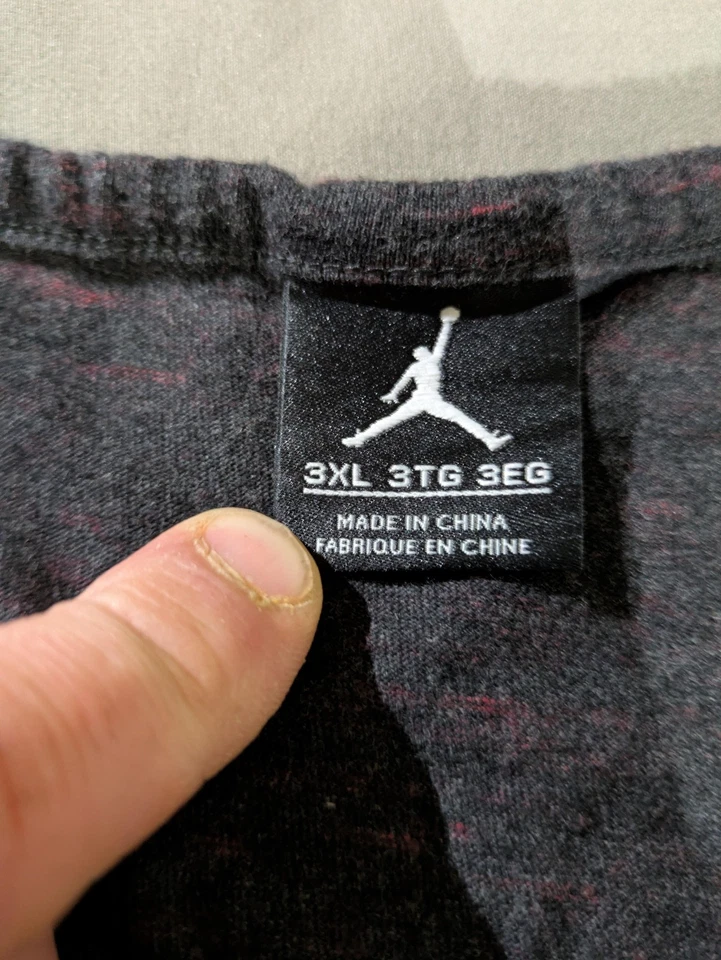 3XL 3TG 3EG
MADE IN CHINA
FABRIQUE EN CHINE